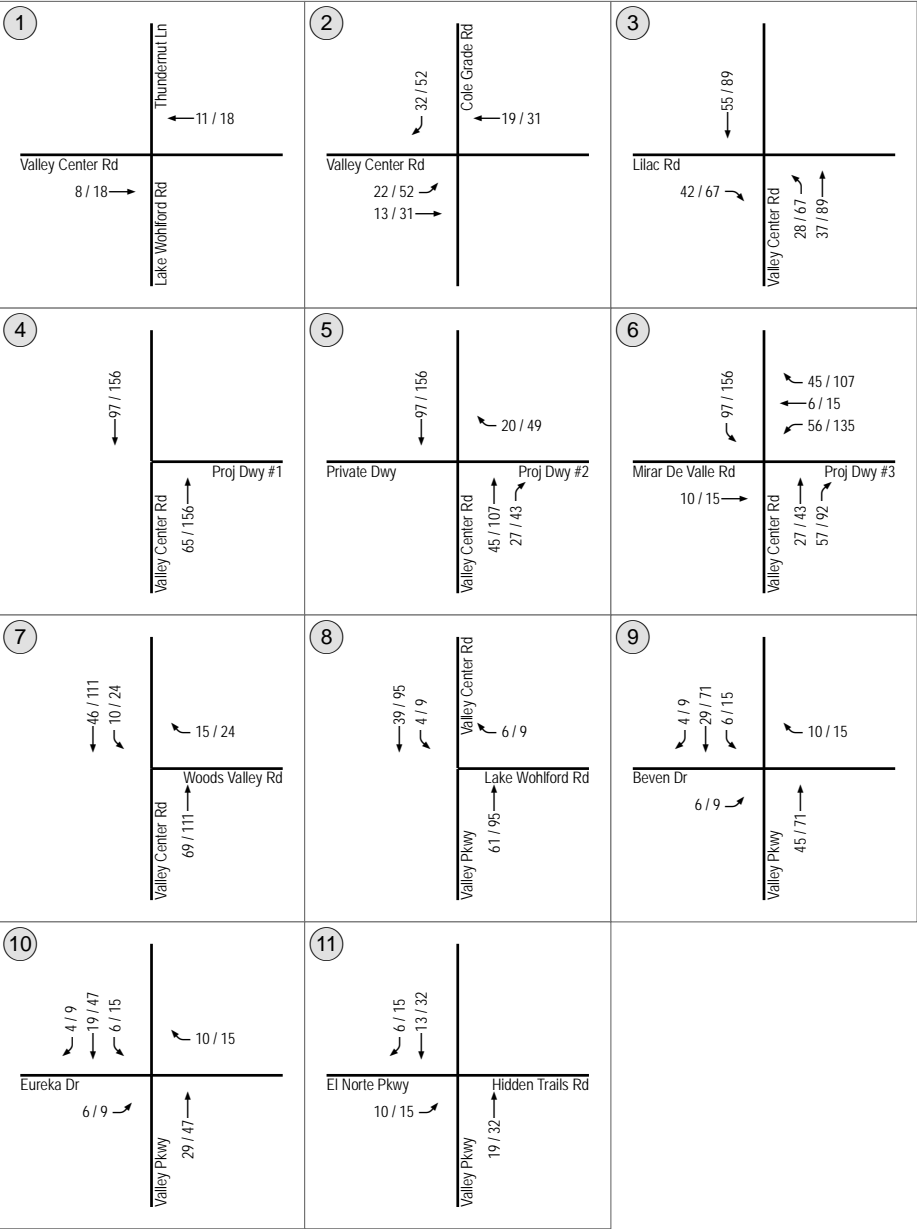 1
Thundernut Ln
11 / 18
Valley Center Rd
8 / 18
Lake Wohlford Rd
2
Cole Grade Rd
32 / 52
19 / 31
Valley Center Rd
22 / 52
13 / 31
3
55 / 89
Lilac Rd
42 / 67
Valley Center Rd
28 / 67
37 / 89
4
97 / 156
Proj Dwy #1
Valley Center Rd
65 / 156
5
97 / 156
20 / 49
Private Dwy
Proj Dwy #2
Valley Center Rd
45 / 107
27 / 43
6
97 / 156
45 / 107
6 / 15
56 / 135
Mirar De Valle Rd
Proj Dwy #3
10 / 15
Valley Center Rd
27 / 43
57 / 92
7
46 / 111
10 / 24
15 / 24
Woods Valley Rd
Valley Center Rd
69 / 111
8
Valley Center Rd
39 / 95
4 / 9
6 / 9
Lake Wohlford Rd
Valley Pkwy
61 / 95
9
4 / 9
29 / 71
6 / 15
10 / 15
Beven Dr
6 / 9
Valley Pkwy
45 / 71
10
4 / 9
19 / 47
6 / 15
10 / 15
Eureka Dr
6 / 9
Valley Pkwy
29 / 47
11
6 / 15
13 / 32
El Norte Pkwy
Hidden Trails Rd
10 / 15
Valley Pkwy
19 / 32